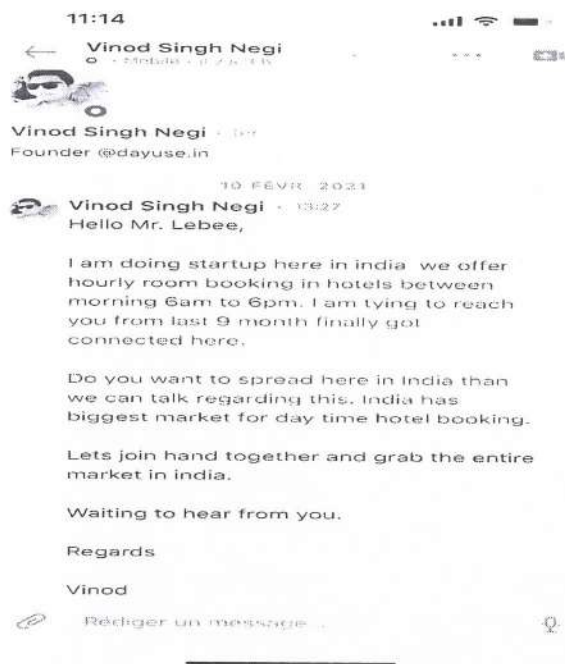 11:14
Vinod Singh Negi
Vinod Singh Negi
Founder @dayuse.in
10 FÉVR. 2021
Vinod Singh Negi · 13:27
Hello Mr. Lebee,
I am doing startup here in india we offer
hourly room booking in hotels between
morning 6am to 6pm. I am tying to reach
you from last 9 month finally got
connected here.
Do you want to spread here in India than
we can talk regarding this. India has
biggest market for day time hotel booking.
Lets join hand together and grab the entire
market in india.
Waiting to hear from you.
Regards
Vinod
Rédiger un message...